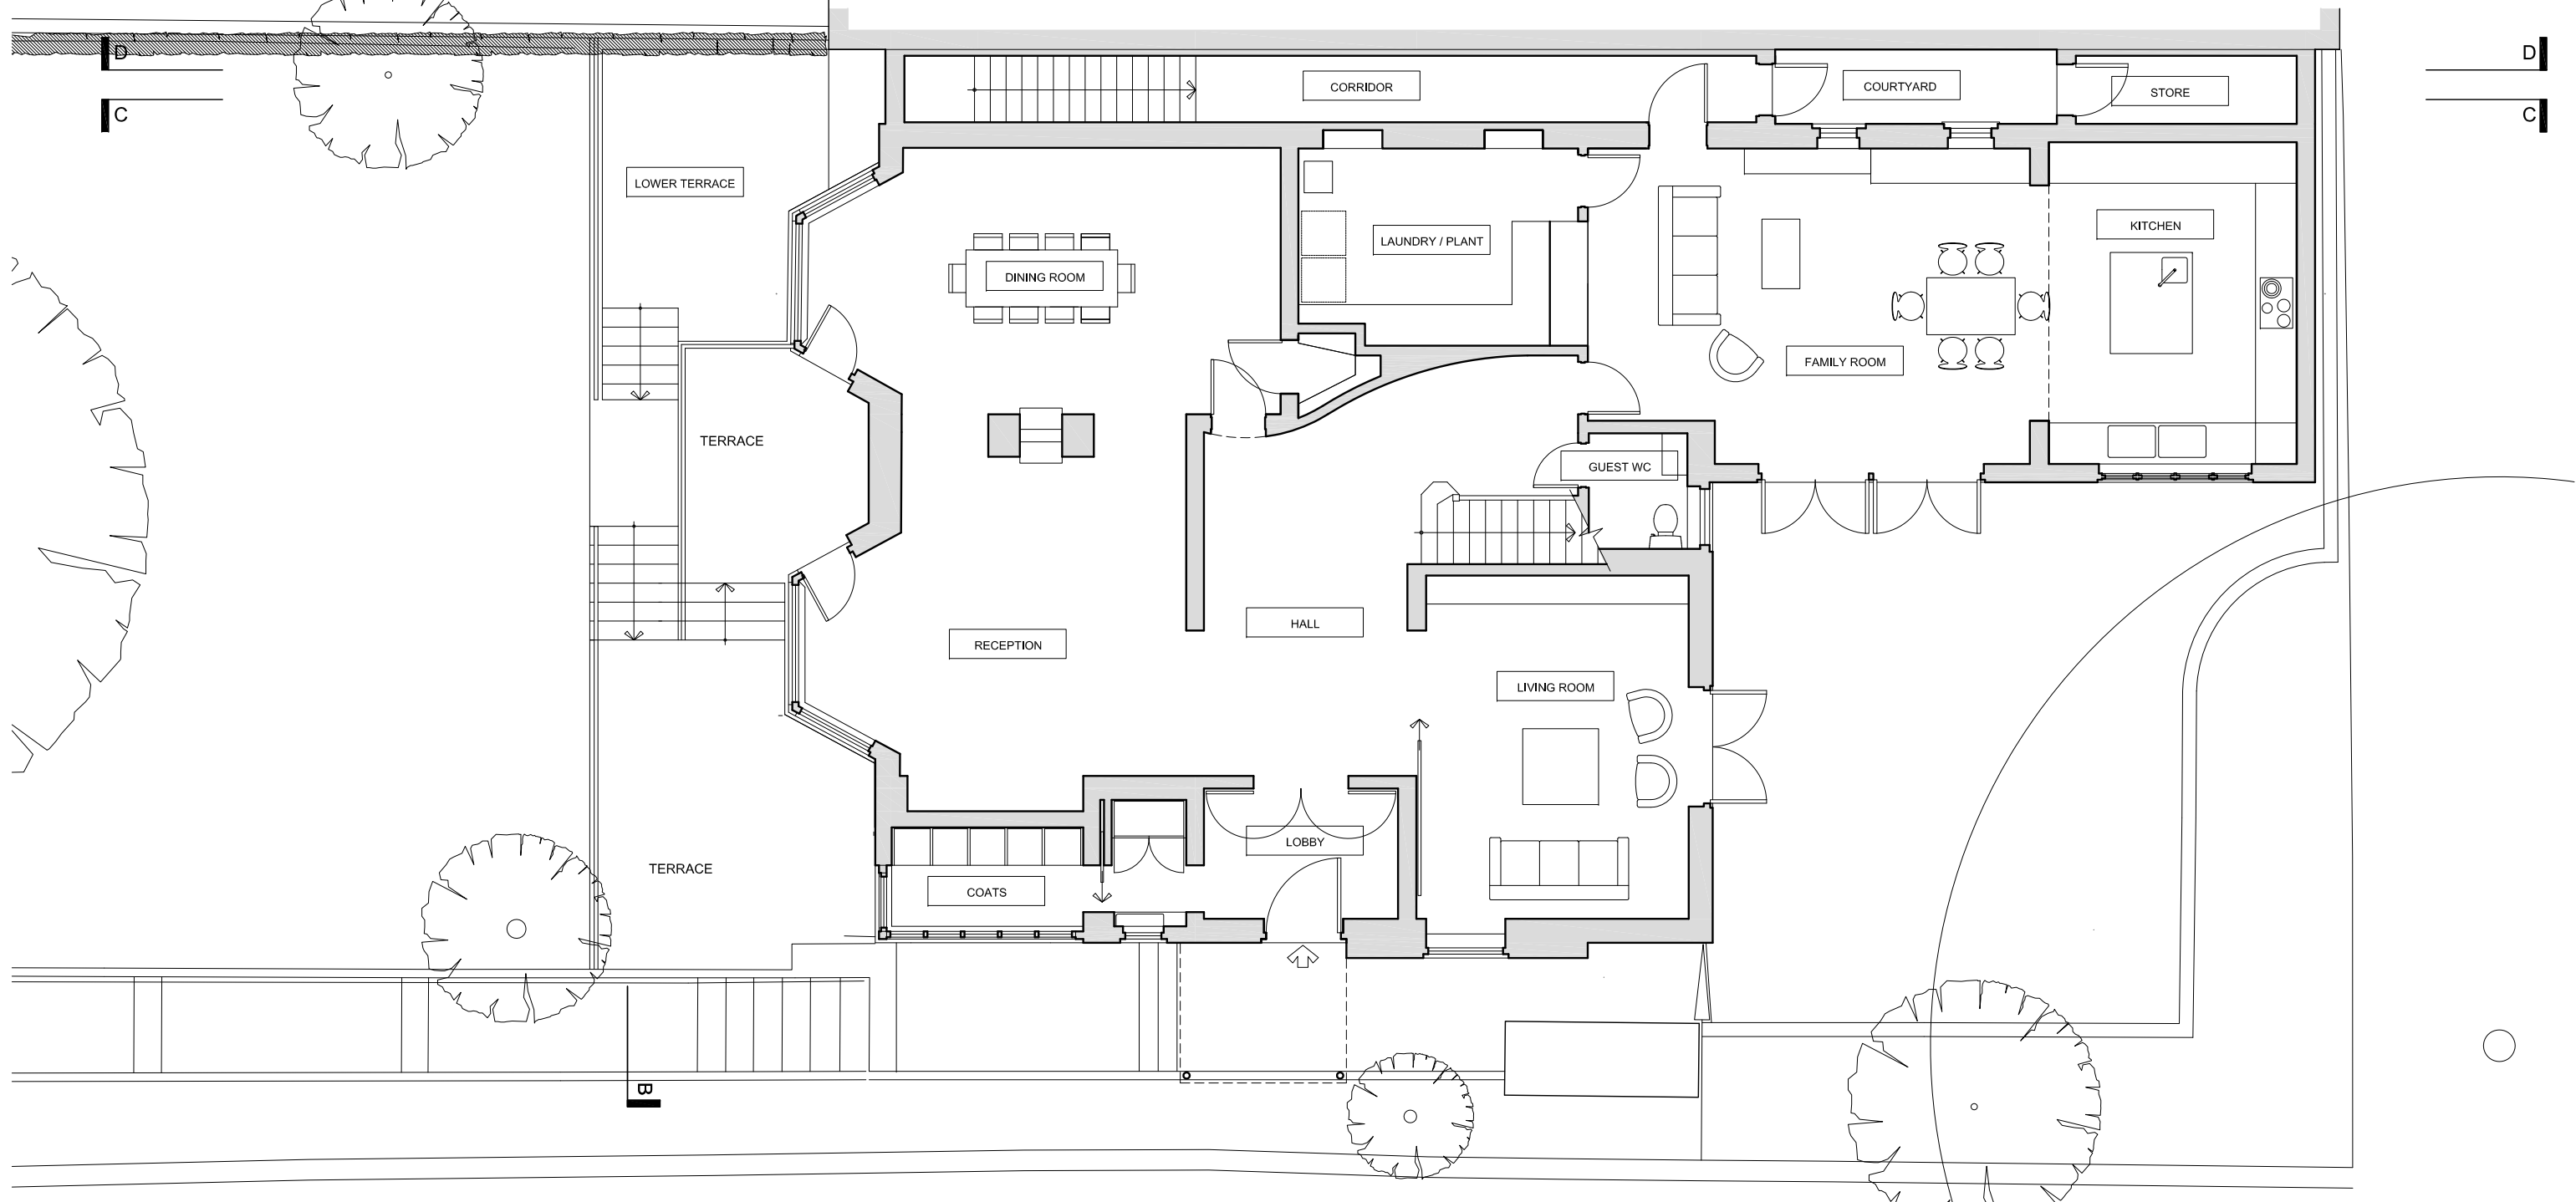 D
D
C
C
CORRIDOR
COURTYARD
STORE
LOWER TERRACE
KITCHEN
LAUNDRY / PLANT
DINING ROOM
FAMILY ROOM
TERRACE
GUEST WC
HALL
RECEPTION
LIVING ROOM
LOBBY
TERRACE
COATS
B